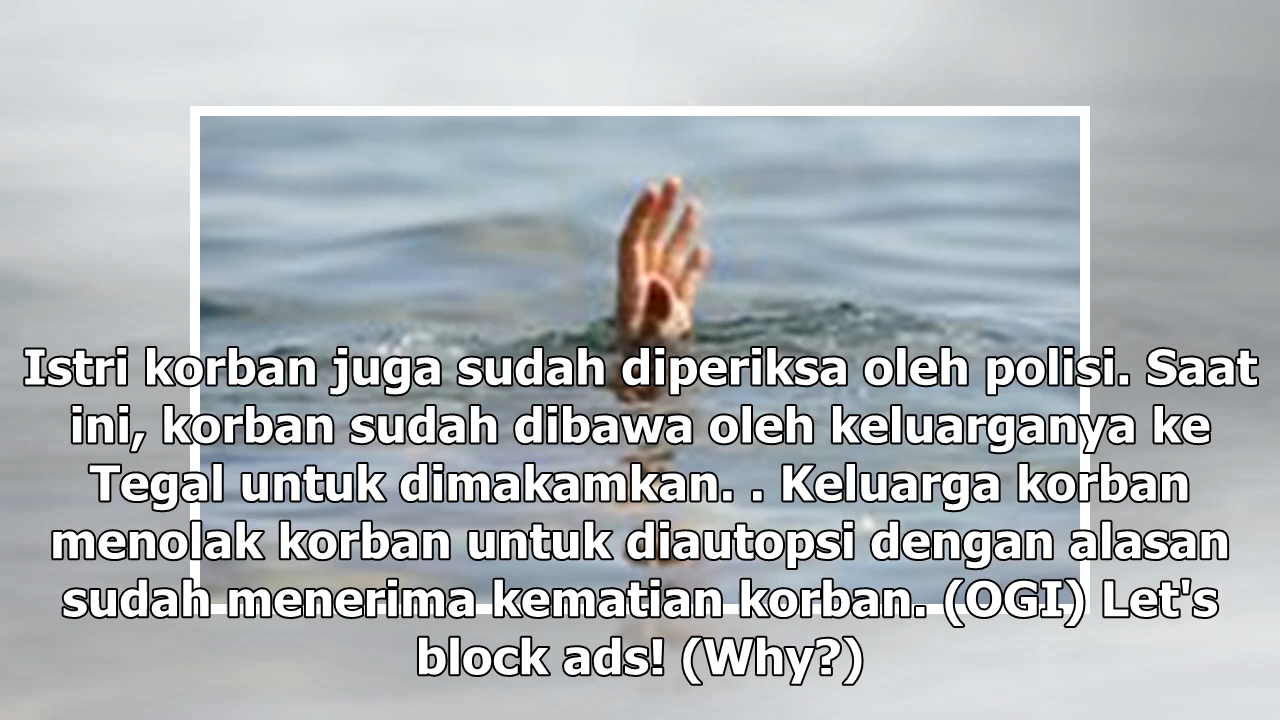 Istri korban juga sudah diperiksa oleh polisi. Saat
ini, korban sudah dibawa oleh keluarganya ke
Tegal untuk dimakamkan. . Keluarga korban
menolak korban untuk diautopsi dengan alasan
sudah menerima kematian korban. (OGI) Let's
block ads! (Why?)